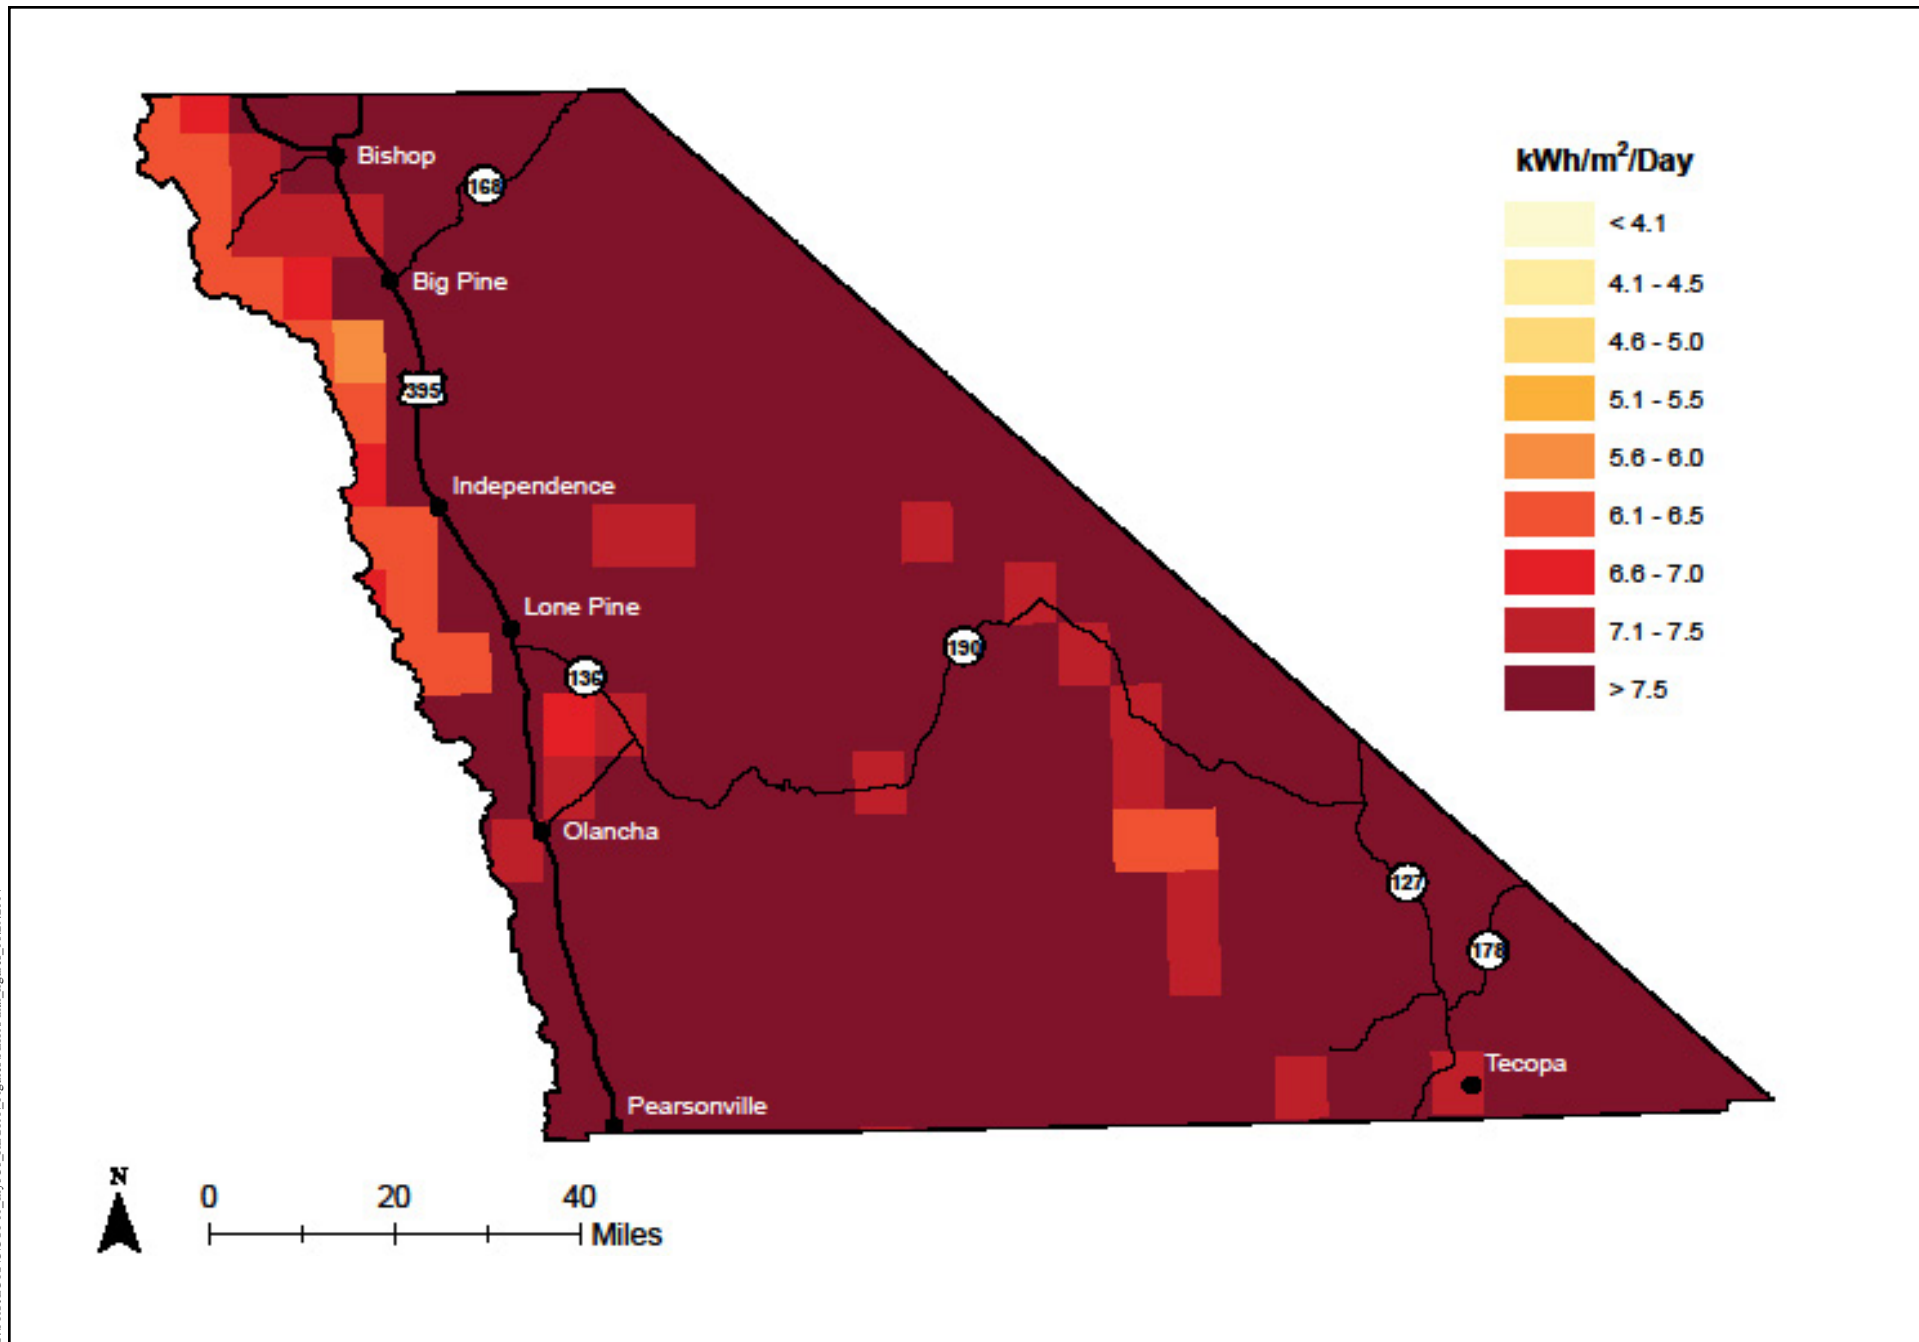 Bishop
168
Big Pine
395
Independence
Lone Pine
136
190
Olancha
127
178
Tecopa
Pearsonville
kWh/m²/Day
< 4.1
4.1 - 4.5
4.6 - 5.0
5.1 - 5.5
5.6 - 6.0
6.1 - 6.5
6.6 - 7.0
7.1 - 7.5
> 7.5
N
0 20 40
Miles